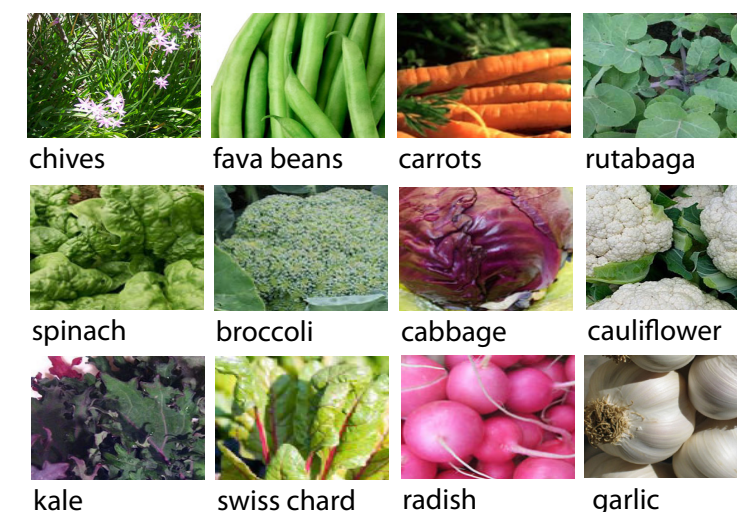 chives
fava beans
carrots
rutabaga
spinach
broccoli
cabbage
cauliflower
kale
swiss chard
radish
garlic